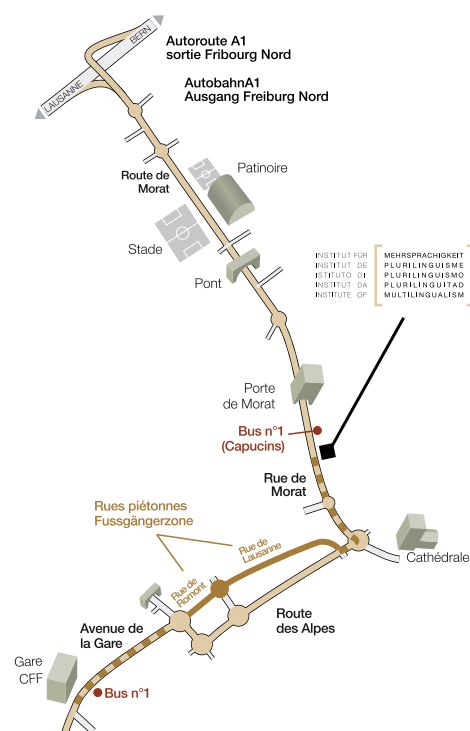 BERN
LAUSANNE
Autoroute A1
sortie Fribourg Nord
AutobahnA1
Ausgang Freiburg Nord
Route de
Morat
Patinoire
Stade
Pont
INSTITUT FÜR MEHRSPRACHIGKEIT
INSTITUT DE PLURILINGUISME
ISTITUTO DI PLURILINGUISMO
INSTITUT DA PLURILINGUITAD
INSTITUTE OF MULTILINGUALISM
Porte
de Morat
Bus n°1
(Capucins)
Rue de
Morat
Rues piétonnes
Fussgängerzone
Rue de
Lausanne
Rue de
Romont
Cathédrale
Avenue de
la Gare
Route
des Alpes
Gare
CFF
Bus n°1